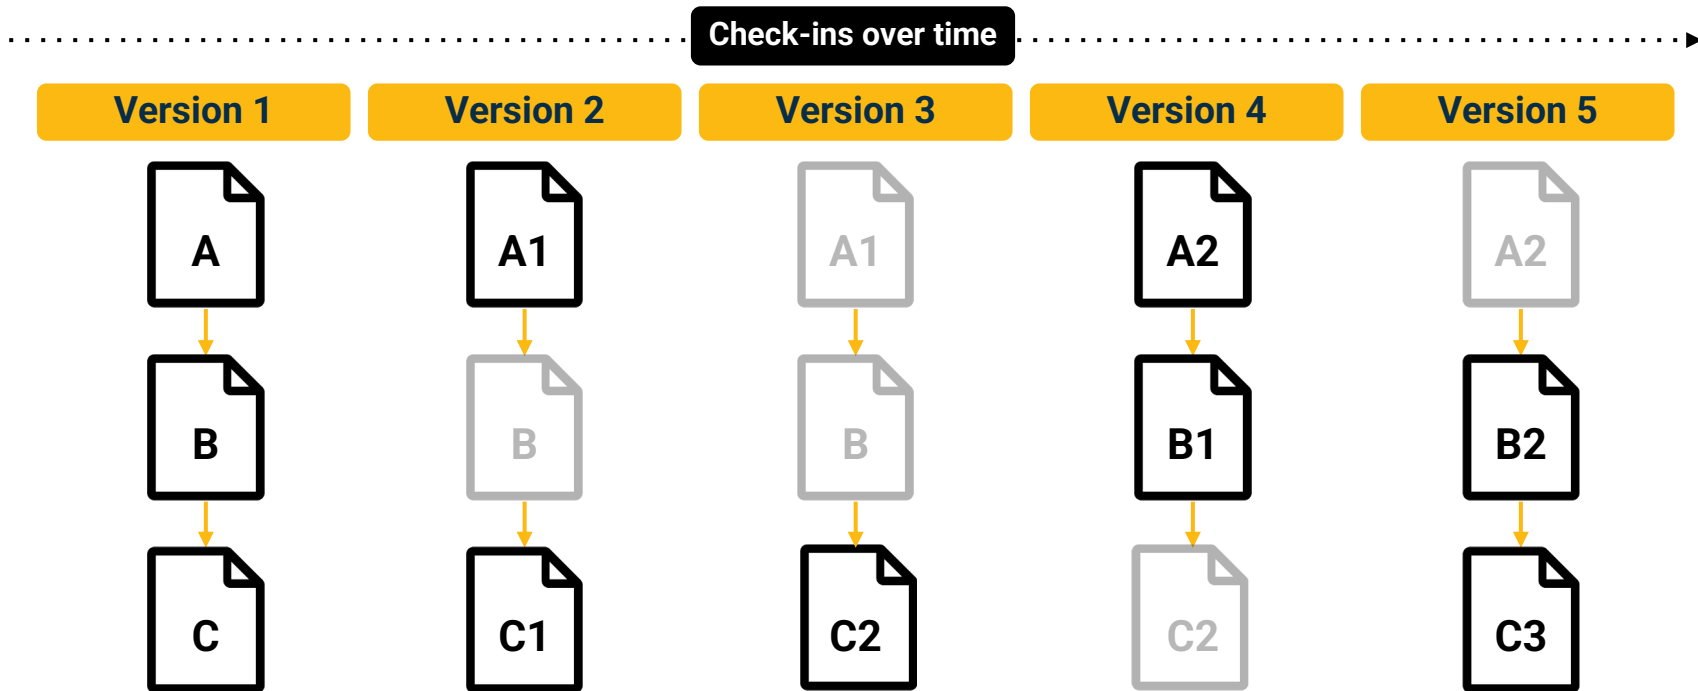 Check-ins over time
Version 1 Version 2 Version 3 Version 4 Version 5
A A1 A1 A2 A2
B B B B1 B2
C C1 C2 C2 C3